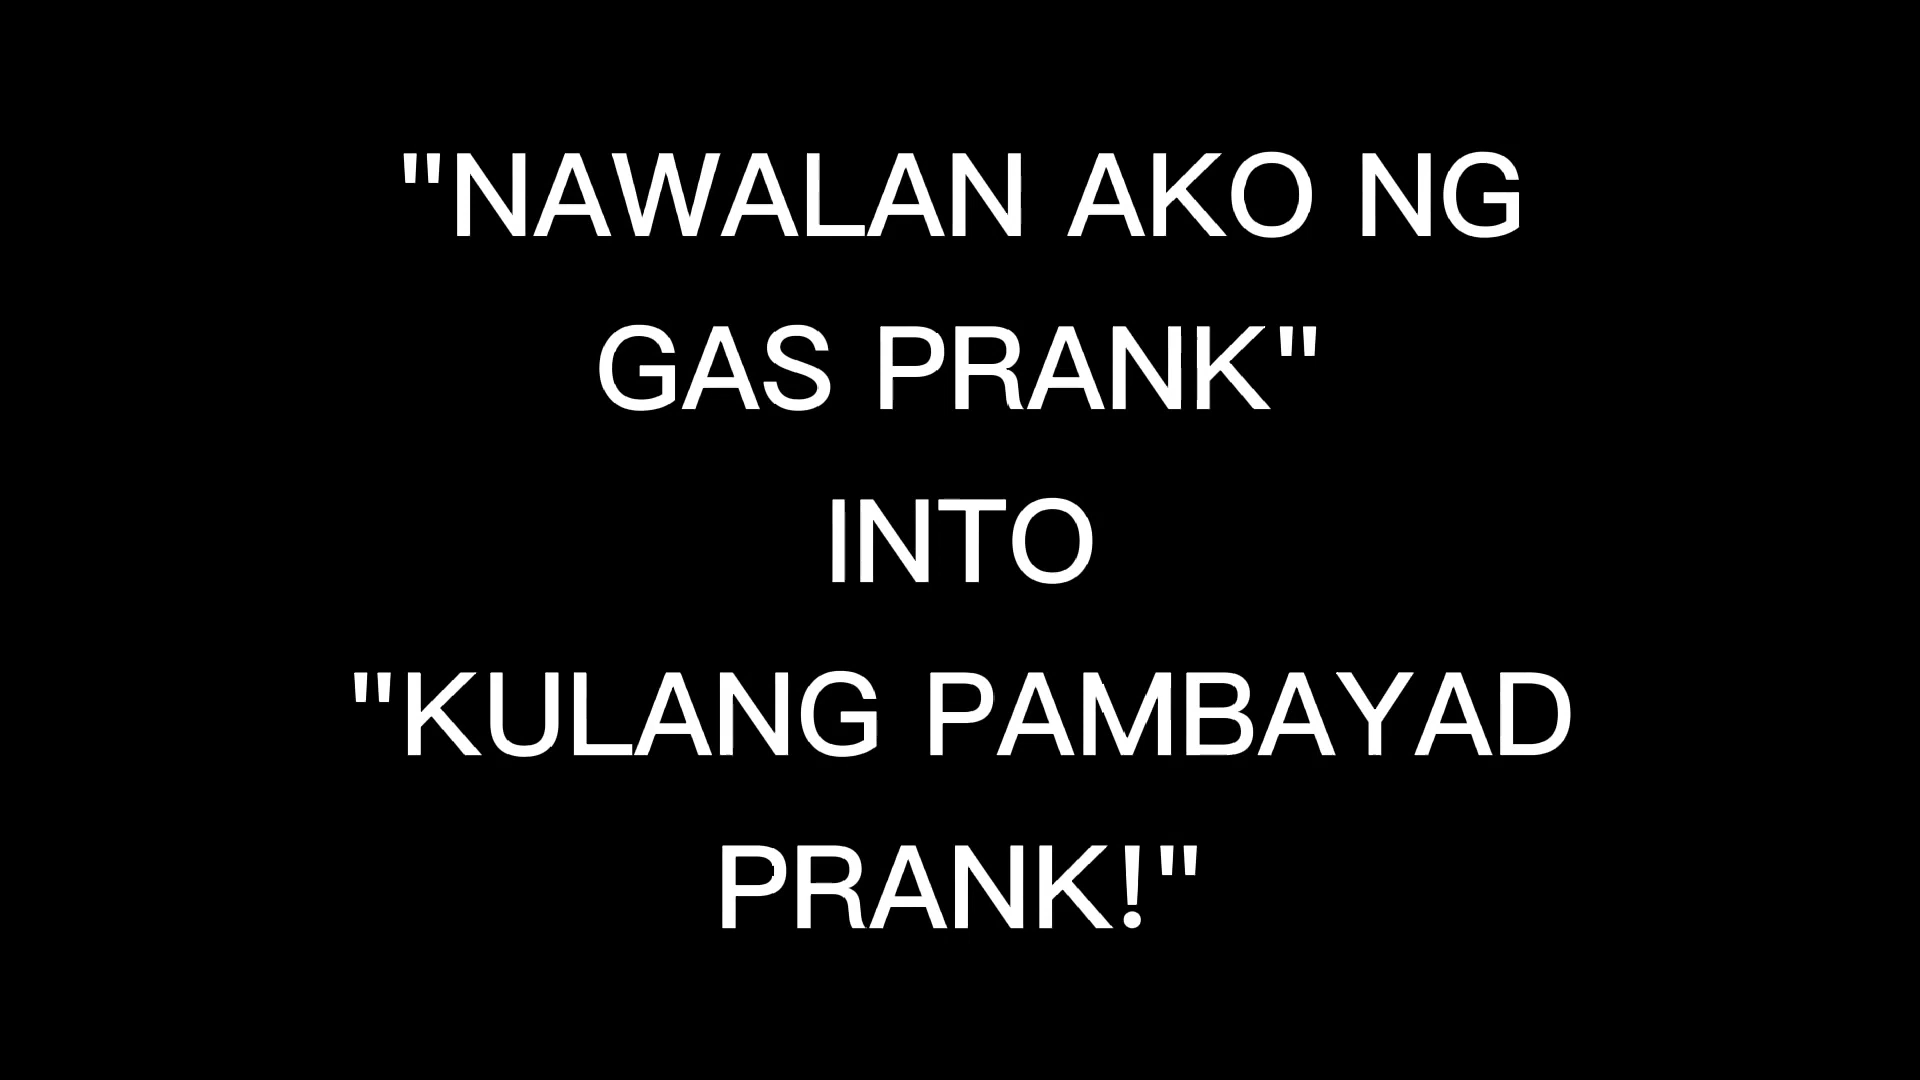 "NAWALAN AKO NG
GAS PRANK"
INTO
"KULANG PAMBAYAD
PRANK!"